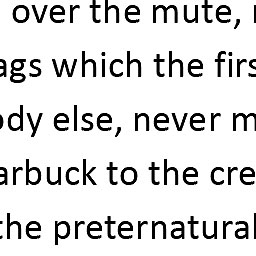 over the mute,
ags which the firs
ody else, never m
arbuck to the cre
the preternatural